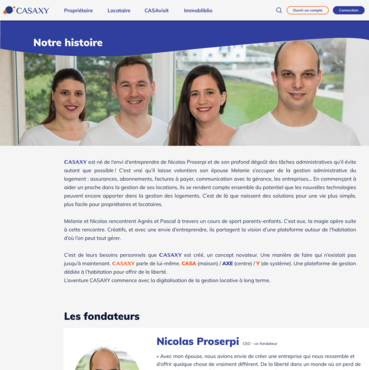 CASAXY
Propriétaire
Locataire
CASAvisit
Immobiblio
Ouvrir un compte
Connection
Notre histoire
CASAXY est né de l'envi d'entreprendre de Nicolas Prosperpi et de son profond dégoût des tâches administratives qu'il évite
autant que possible ! C'est vrai qu'il laisse volontiers son épouse Melanie s'occuper de la gestion administrative du
logement : assurances, abonnements, factures à payer, communication avec la gérance, les entreprises... En commençant à
aider un proche dans la gestion de ses locations, ils se rendent compte ensemble du potentiel que les nouvelles technologies
peuvent encore apporter dans la gestion des logements. C'est de là que naissent des solutions pour une vie plus simple,
plus facile pour propriétaires et locataires.
Melanie et Nicolas rencontrent Agnès et Pascal à travers un cours de sport parents-enfants. C'est eux, la magie opère suite
à cette rencontre. Créatifs, et avec une envie d'entreprendre, ils partagent la vision d'une plateforme autour de l'habitation
d'où l'on peut tout gérer.
C'est de leurs besoins personnels que CASAXY est créé, un concept novateur. Une manière de faire qui n'existait pas
jusqu'à maintenant. CASAXY parle de lui-même. CASA (maison) / AXE (centre) / Y (de système). Une plateforme de gestion
dédiée à l'habitation pour offrir de la liberté.
L'aventure CASAXY commence avec la digitalisation de la gestion locative à long terme.
Les fondateurs
Nicolas Proserpi CEO - co-fondateur
« Avec mon épouse, nous avions envie de créer une entreprise qui nous ressemble et
d'offrir quelque chose de vraiment différent. De la liberté dans un monde où on perd de